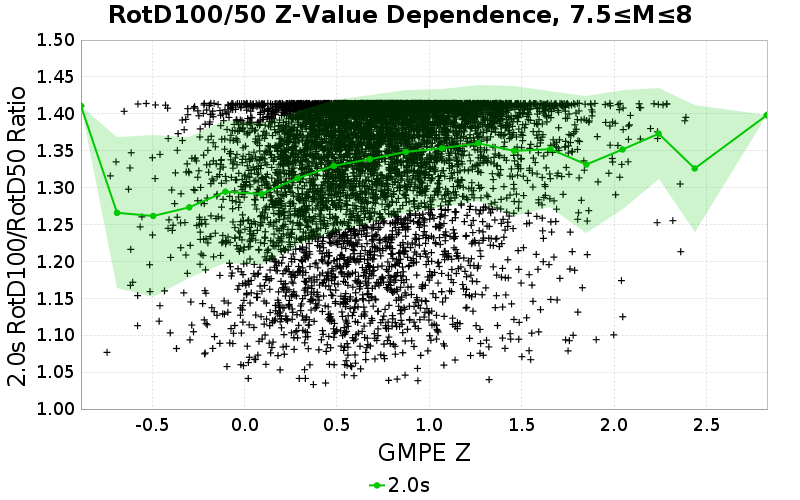 RotD100/50 Z-Value Dependence, 7.5≤M≤8
1.50
1.45
1.40
1.35
1.30
1.25
1.20
1.15
1.10
1.05
1.00
2.0s RotD100/RotD50 Ratio
-0.5 0.0 0.5 1.0 1.5 2.0 2.5
GMPE Z
2.0s